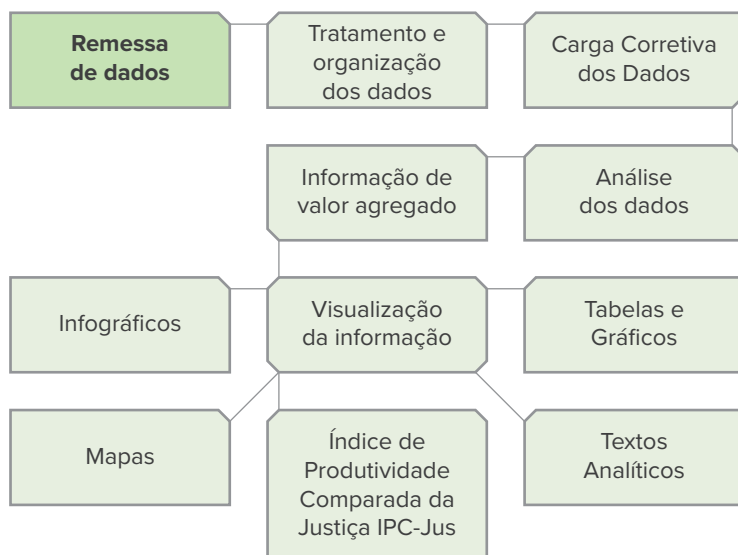 Remessa
de dados
Tratamento e
organização
dos dados
Carga Corretiva
dos Dados
Informação de
valor agregado
Análise
dos dados
Infográficos
Visualização
da informação
Tabelas e
Gráficos
Mapas
Índice de
Produtividade
Comparada da
Justiça IPC-Jus
Textos
Analíticos